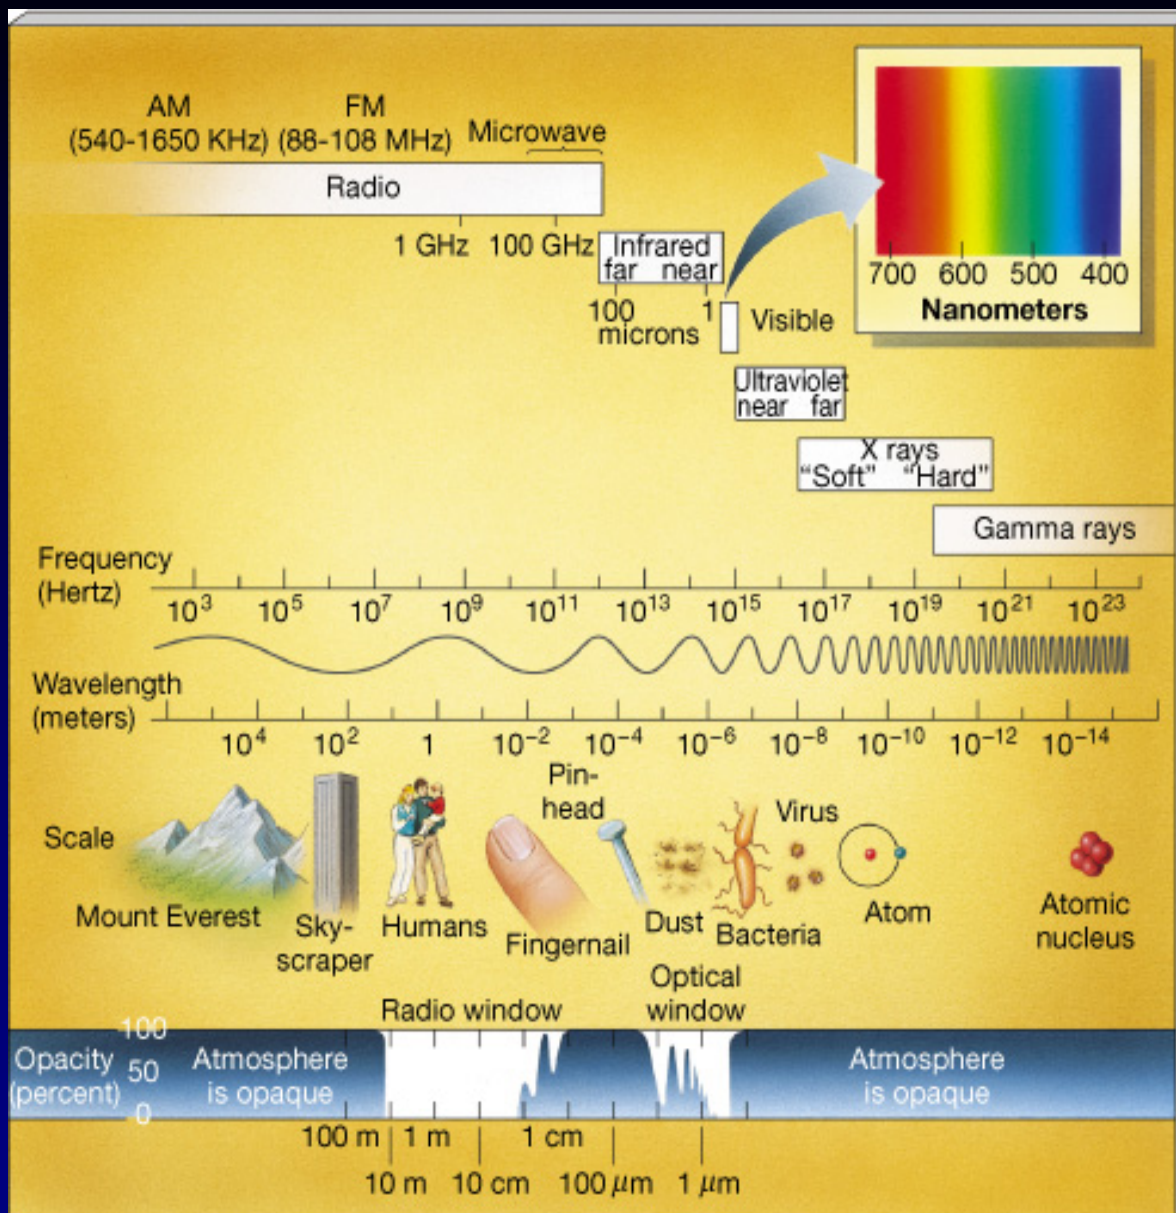 AM
(540-1650 KHz)
FM
(88-108 MHz)
Microwave
Radio
1 GHz 100 GHz
Infrared
far near
100 1
microns
Visible
700 600 500 400
Nanometers
Ultraviolet
near far
X rays
“Soft” “Hard”
Gamma rays
Frequency
(Hertz)
10³ 10⁵ 10⁷ 10⁹ 10¹¹ 10¹³ 10¹⁵ 10¹⁷ 10¹⁹ 10²¹ 10²³
Wavelength
(meters)
10⁴ 10² 1 10⁻² 10⁻⁴ 10⁻⁶ 10⁻⁸ 10⁻¹⁰ 10⁻¹² 10⁻¹⁴
Scale
Mount Everest
Sky-
scraper
Humans
Fingernail
Pin-
head
Dust
Bacteria
Virus
Atom
Atomic
nucleus
Radio window
Optical
window
Opacity
(percent)
100
50
0
Atmosphere
is opaque
Atmosphere
is opaque
100 m 1 m 1 cm
10 m 10 cm 100 μm 1 μm